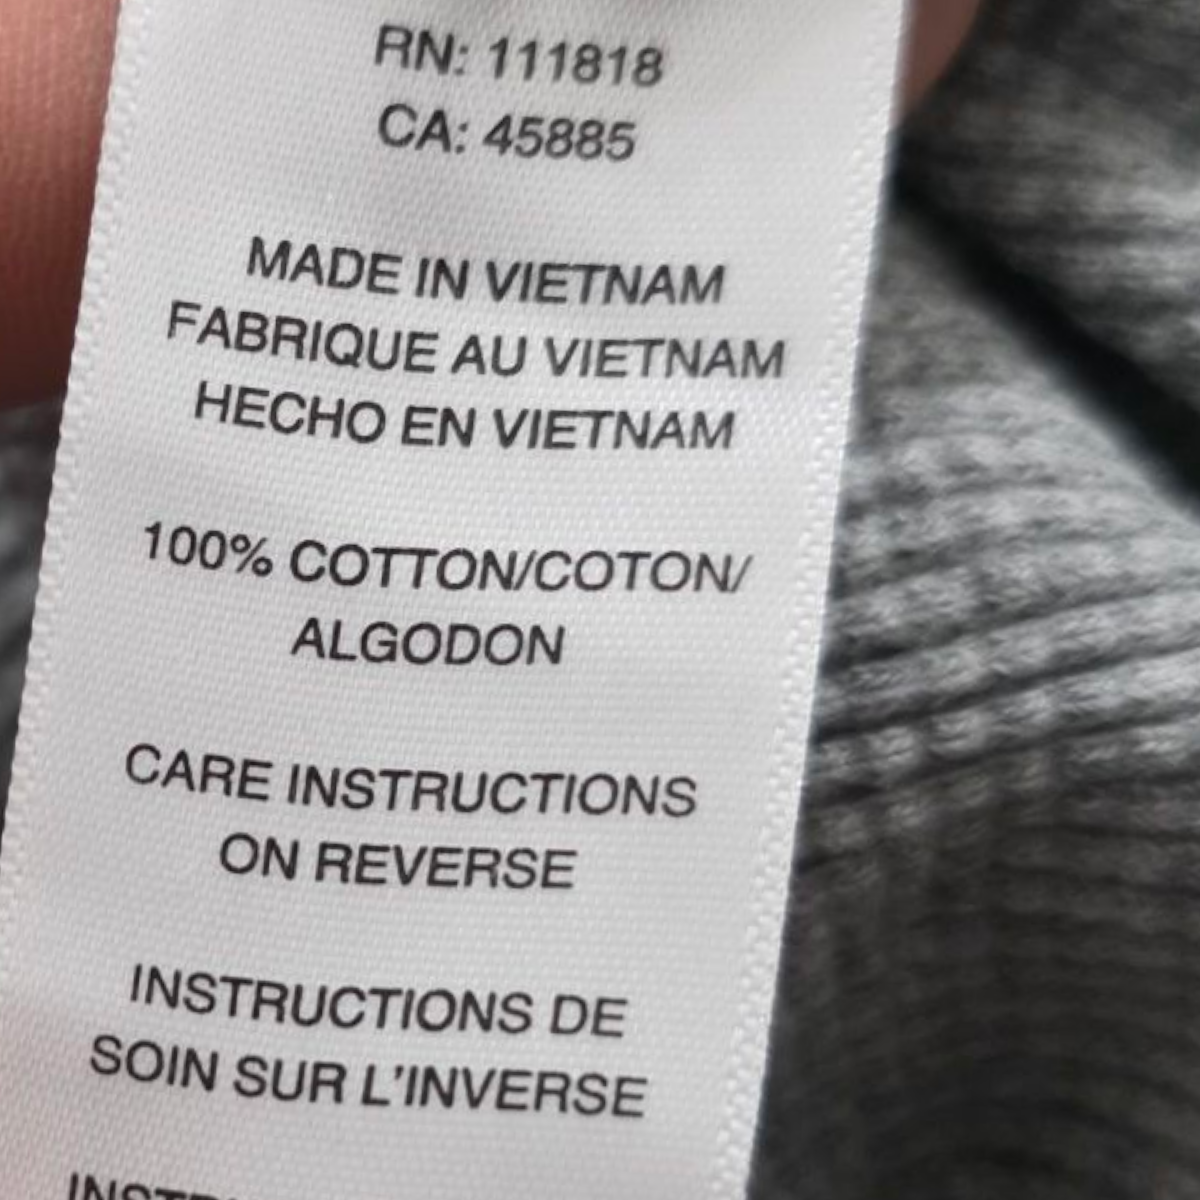 RN: 111818
CA: 45885
MADE IN VIETNAM
FABRIQUE AU VIETNAM
HECHO EN VIETNAM
100% COTTON/COTON/
ALGODON
CARE INSTRUCTIONS
ON REVERSE
INSTRUCTIONS DE
SOIN SUR L'INVERSE